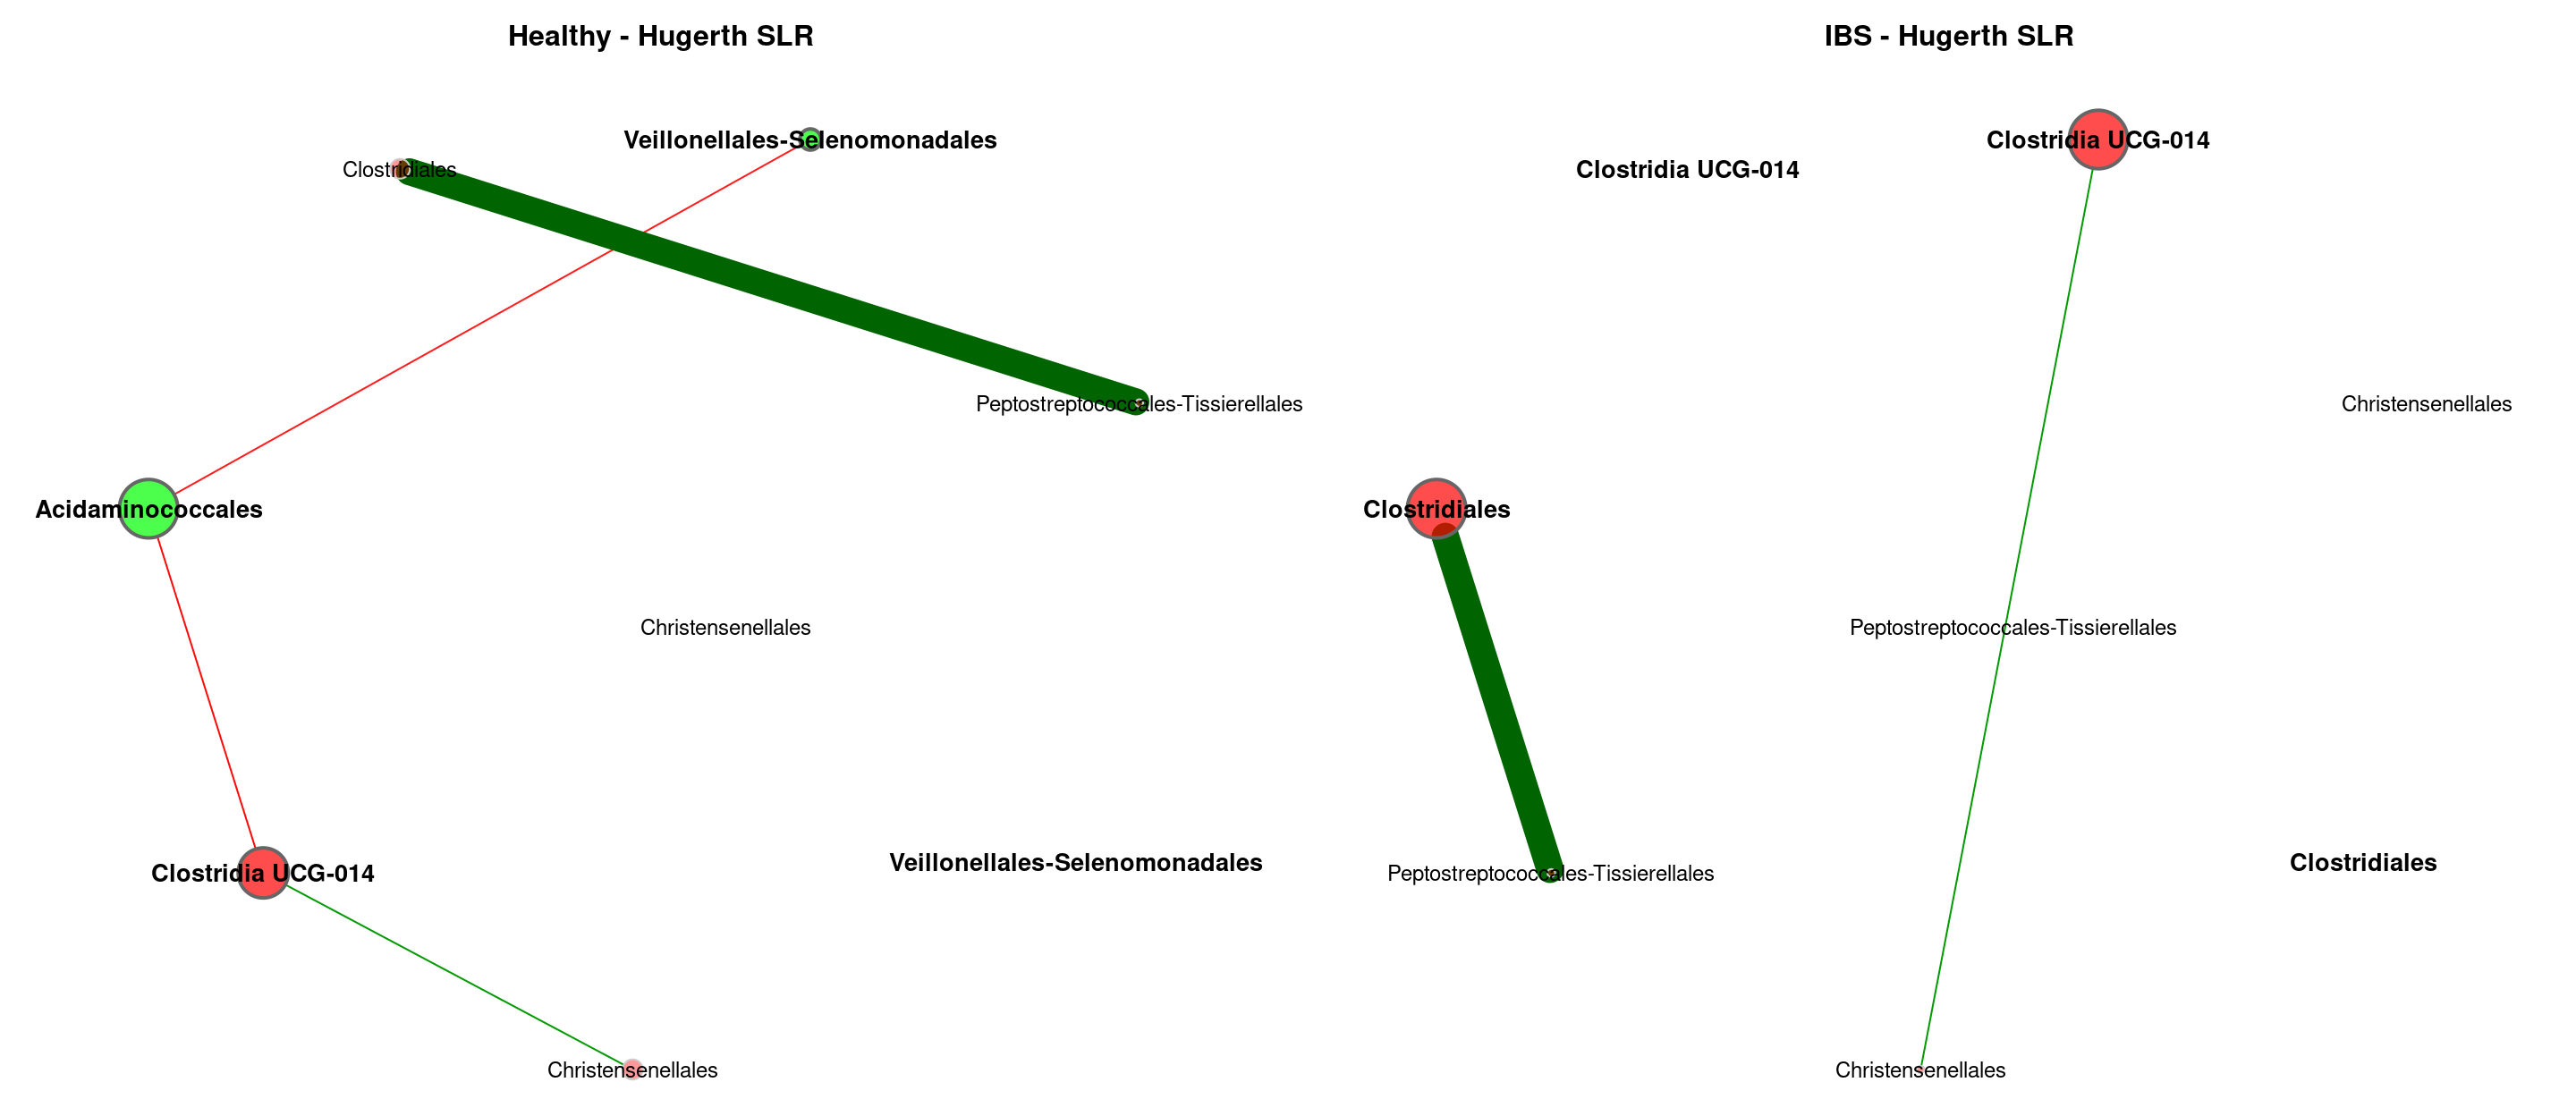 Healthy - Hugerth SLR
Veillonellales-Selenomonadales
Clostridiales
Peptostreptococcales-Tissierellales
Acidaminococcales
Christensenellales
Veillonellales-Selenomonadales
Clostridia UCG-014
Christensenellales
IBS - Hugerth SLR
Clostridia UCG-014
Clostridia UCG-014
Christensenellales
Clostridiales
Peptostreptococcales-Tissierellales
Clostridiales
Peptostreptococcales-Tissierellales
Christensenellales